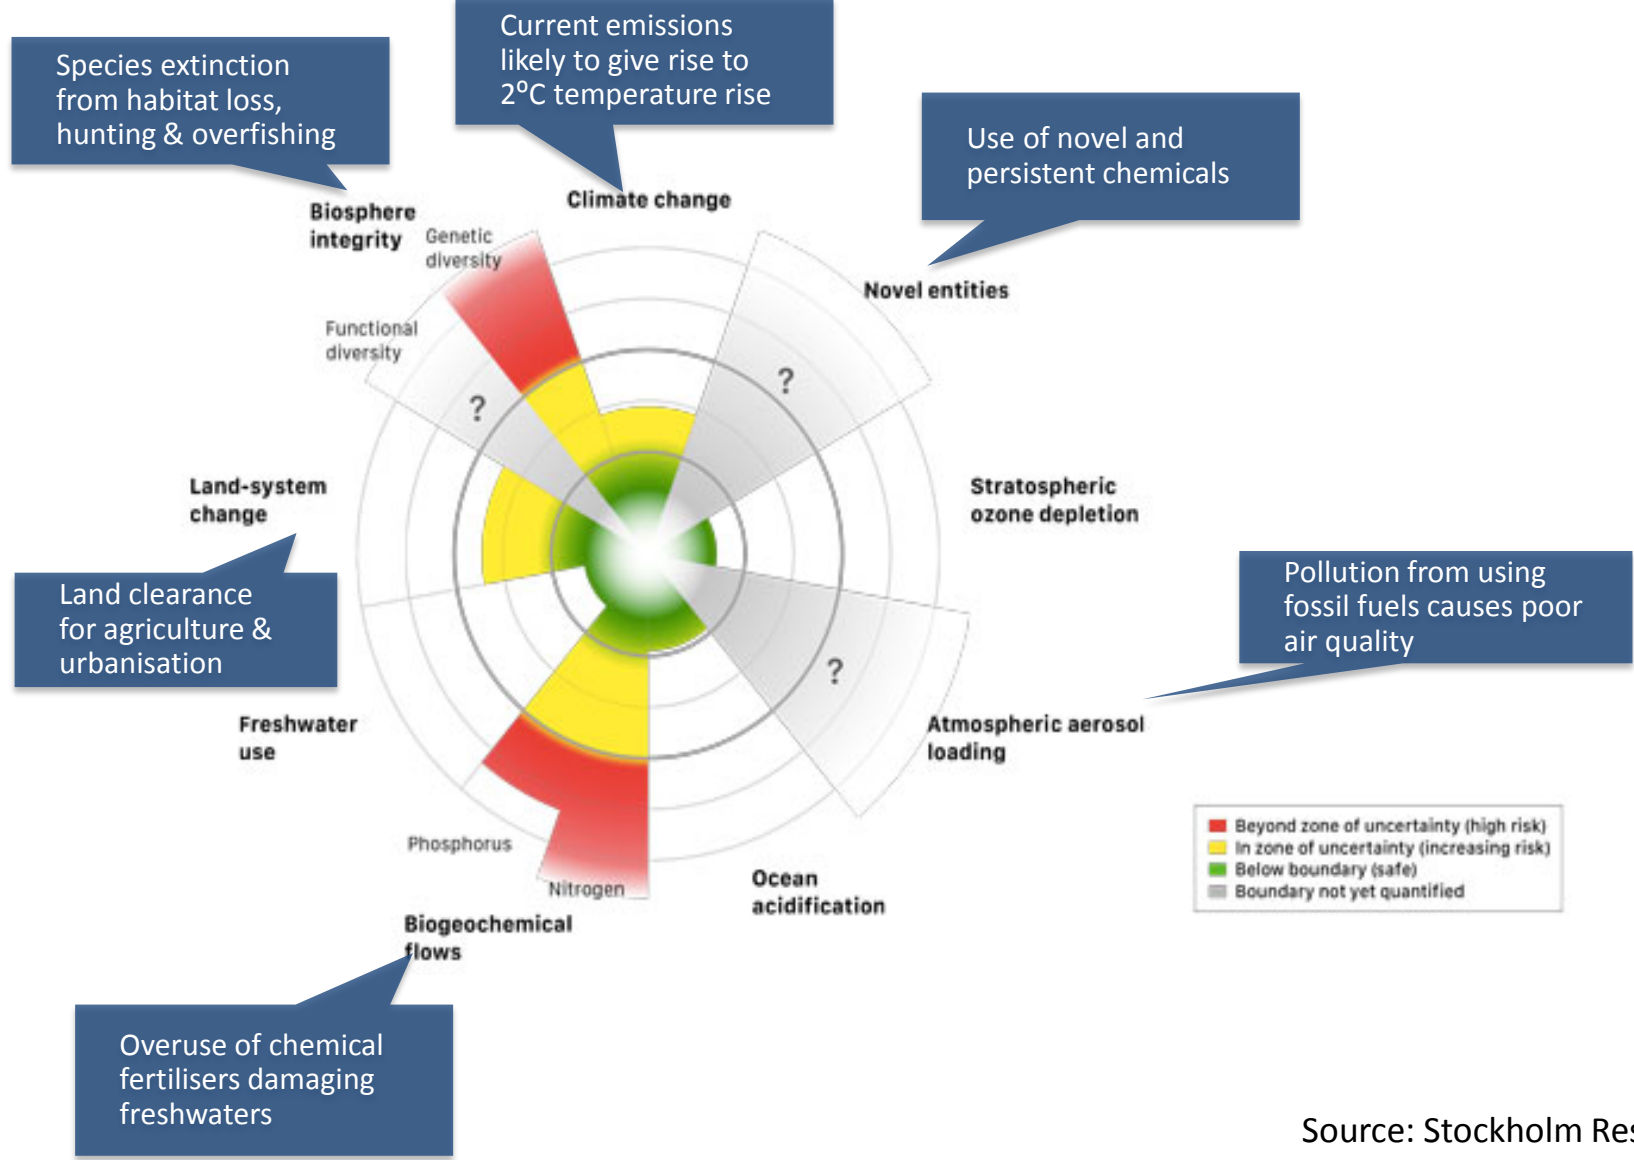 Current emissions
likely to give rise to
2⁰C temperature rise
Species extinction
from habitat loss,
hunting & overfishing
Use of novel and
persistent chemicals
Climate change
Biosphere
integrity
Genetic
diversity
Novel entities
Functional
diversity
?
?
Land-system
change
Stratospheric
ozone depletion
Land clearance
for agriculture &
urbanisation
Pollution from using
fossil fuels causes poor
air quality
?
Freshwater
use
Atmospheric aerosol
loading
Phosphorus
Nitrogen
Ocean
acidification
Beyond zone of uncertainty (high risk)
In zone of uncertainty (increasing risk)
Below boundary (safe)
Boundary not yet quantified
Biogeochemical
flows
Overuse of chemical
fertilisers damaging
freshwaters
Source: Stockholm